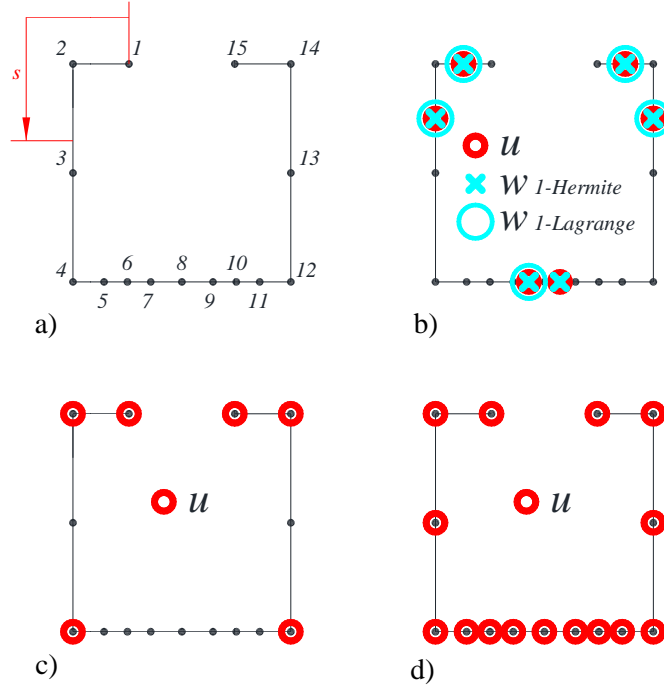 2 1 15 14
s
3 13
4 6 8 10 12
5 7 9 11
a)
u
w 1-Hermite
w 1-Lagrange
b)
u
c)
u
d)